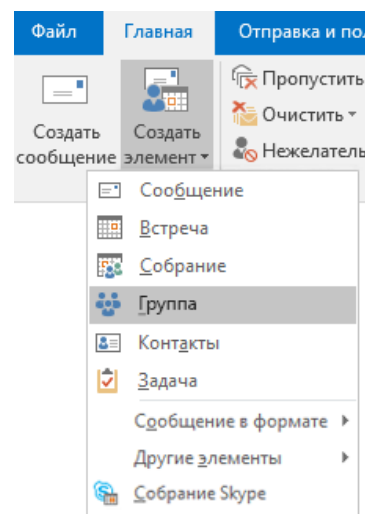 Файл Главная Отправка и пол
Создать сообщение
Создать элемент
Пропустить
Очистить
Нежелатель
Сообщение
Встреча
Собрание
Группа
Контакты
Задача
Сообщение в формате
Другие элементы
Собрание Skype